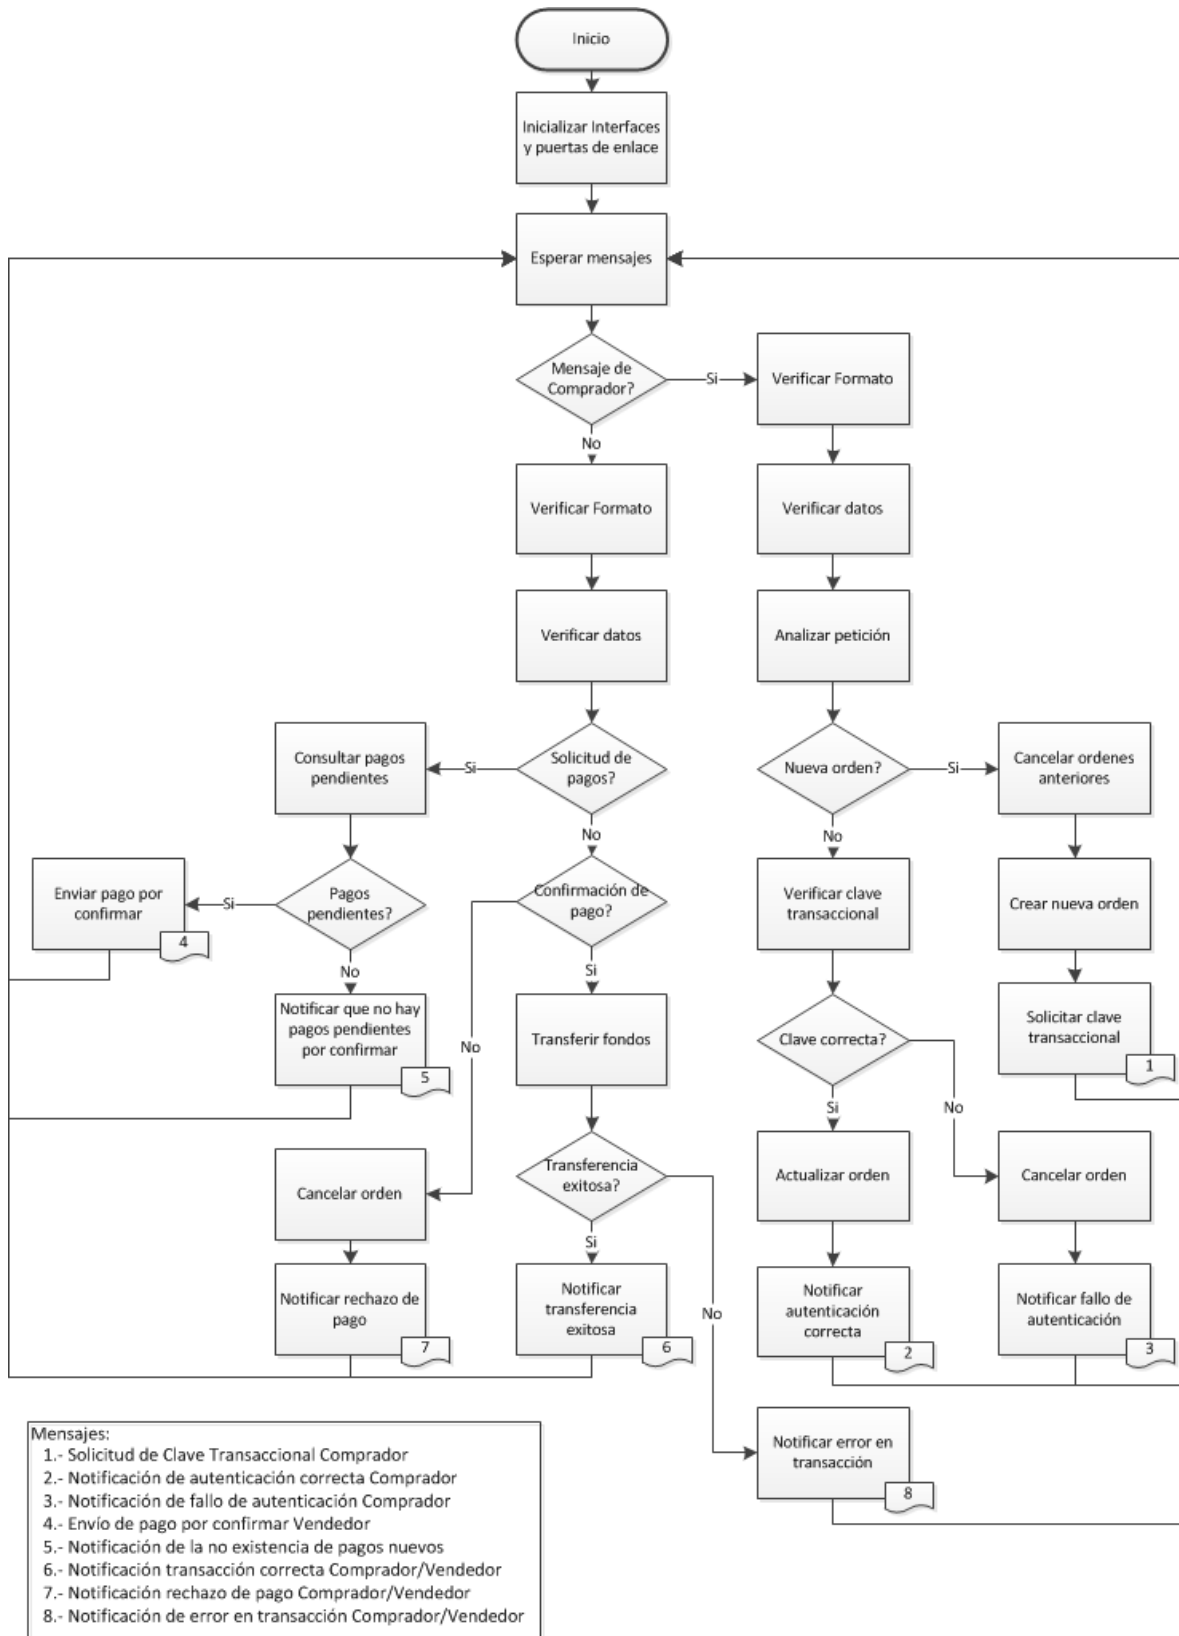 Inicio
Inicializar Interfaces
y puertas de enlace
Esperar mensajes
Mensaje de
Comprador?
Si
Verificar Formato
No
Verificar Formato
Verificar datos
Verificar datos
Analizar petición
Consultar pagos
pendientes
Si
Solicitud de
pagos?
Nueva orden?
Si
Cancelar ordenes
anteriores
No
No
Enviar pago por
confirmar
4
Si
Pagos
pendientes?
Confirmación de
pago?
Verificar clave
transaccional
Crear nueva orden
No
Si
Notificar que no hay
pagos pendientes
por confirmar
5
No
Transferir fondos
Clave correcta?
Solicitar clave
transaccional
1
Si
No
Cancelar orden
Transferencia
exitosa?
Actualizar orden
Cancelar orden
Si
Notificar rechazo de
pago
7
Notificar
transferencia
exitosa
6
No
Notificar
autenticación
correcta
2
Notificar fallo de
autenticación
3
Notificar error en
transacción
8
Mensajes:
1.- Solicitud de Clave Transaccional Comprador
2.- Notificación de autenticación correcta Comprador
3.- Notificación de fallo de autenticación Comprador
4.- Envío de pago por confirmar Vendedor
5.- Notificación de la no existencia de pagos nuevos
6.- Notificación transacción correcta Comprador/Vendedor
7.- Notificación rechazo de pago Comprador/Vendedor
8.- Notificación de error en transacción Comprador/Vendedor